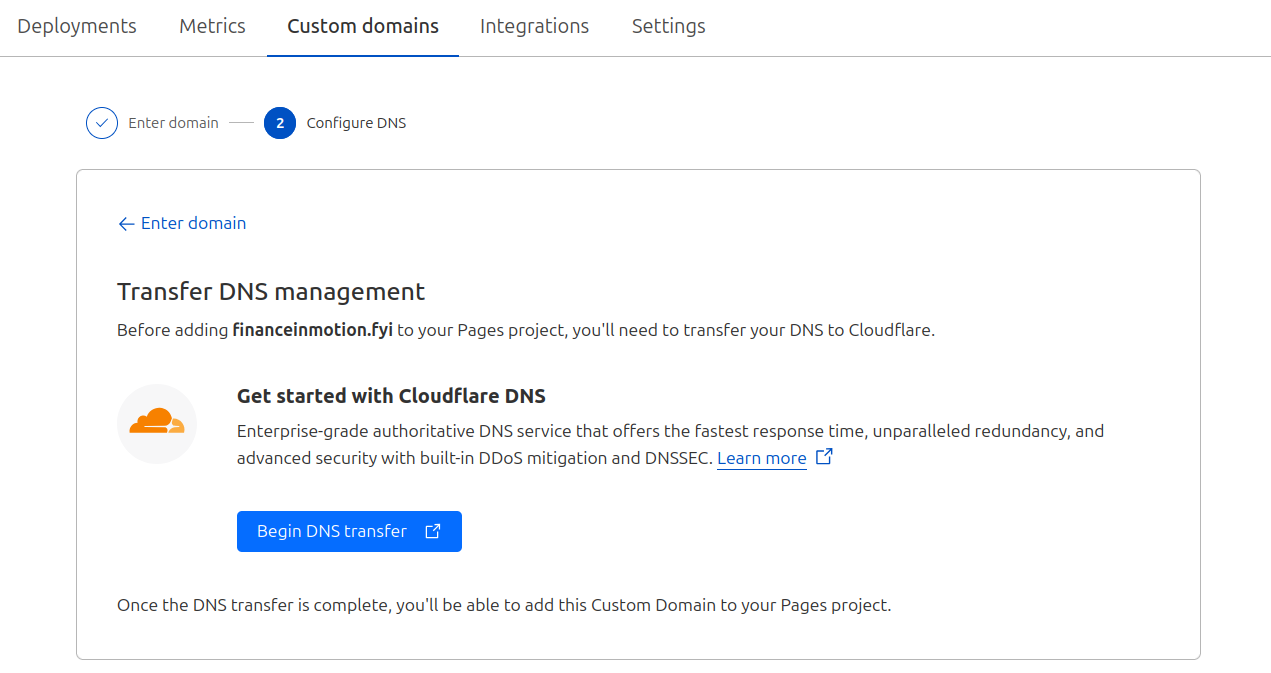 Deployments Metrics Custom domains Integrations Settings
Enter domain 2 Configure DNS
Enter domain
Transfer DNS management
Before adding financeinmotion.fyi to your Pages project, you'll need to transfer your DNS to Cloudflare.
Get started with Cloudflare DNS
Enterprise-grade authoritative DNS service that offers the fastest response time, unparalleled redundancy, and
advanced security with built-in DDoS mitigation and DNSSEC. Learn more
Begin DNS transfer
Once the DNS transfer is complete, you'll be able to add this Custom Domain to your Pages project.